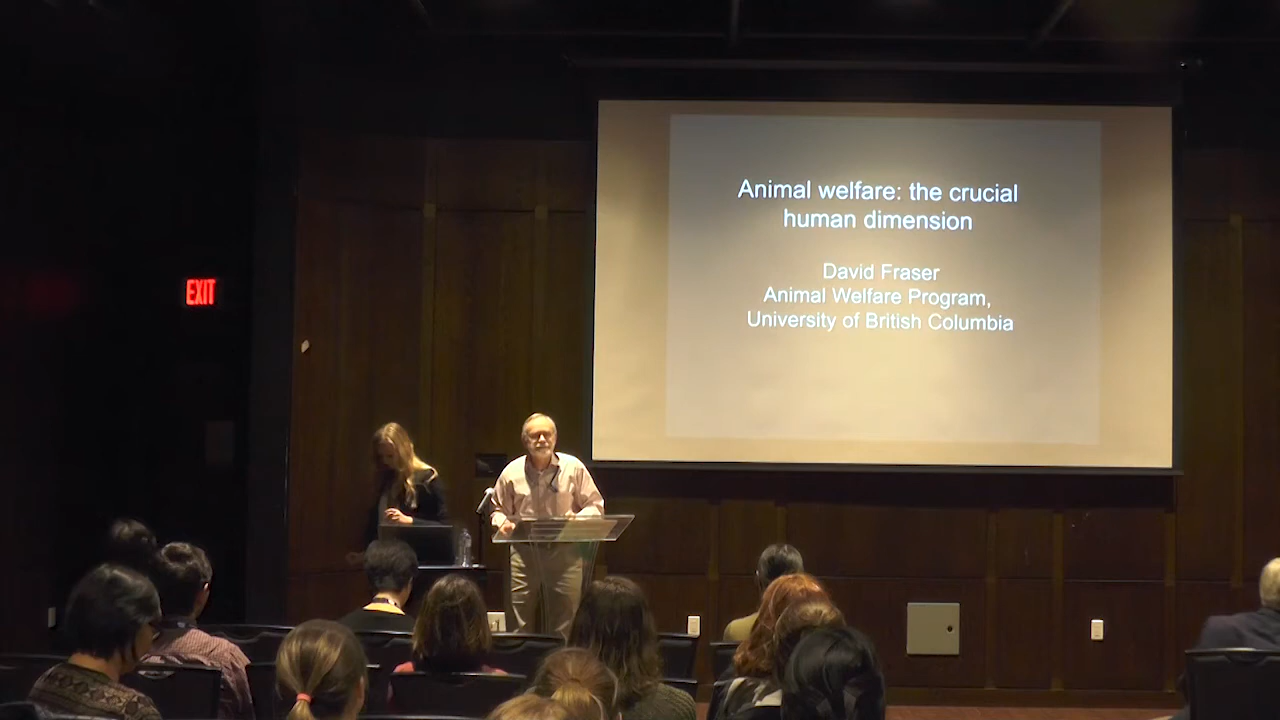 Animal welfare: the crucial
human dimension
David Fraser
Animal Welfare Program,
University of British Columbia
EXIT